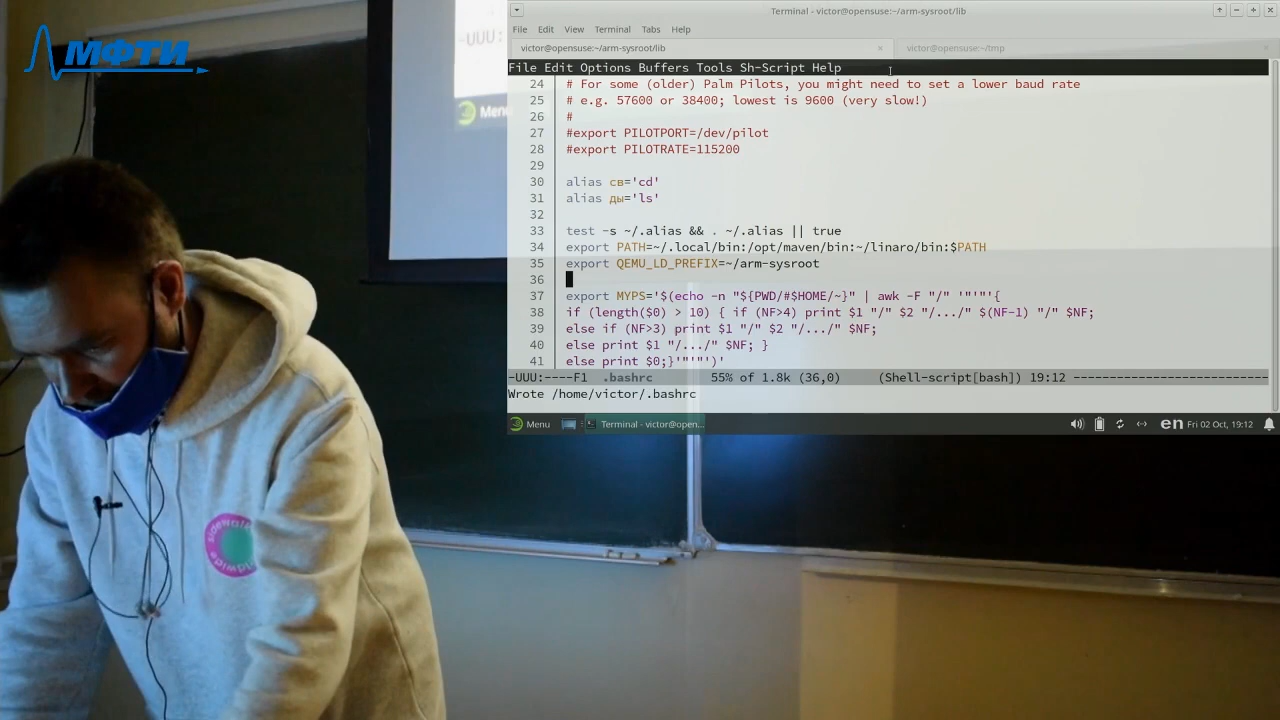 МФТИ
-UUU:
Menu
Terminal - victor@opensuse:~/arm-sysroot/lib
File Edit View Terminal Tabs Help
victor@opensuse:~/arm-sysroot/lib
victor@opensuse:~/tmp
File Edit Options Buffers Tools Sh-Script Help
24 # For some (older) Palm Pilots, you might need to set a lower baud rate
25 # e.g. 57600 or 38400; lowest is 9600 (very slow!)
26 #
27 #export PILOTPORT=/dev/pilot
28 #export PILOTRATE=115200
29
30 alias св='cd'
31 alias ды='ls'
32
33 test -s ~/.alias && . ~/.alias || true
34 export PATH=~/.local/bin:/opt/maven/bin:~/linaro/bin:$PATH
35 export QEMU_LD_PREFIX=~/arm-sysroot
36
37 export MYPS='$(echo -n "${PWD/#$HOME/~}" | awk -F "/" '"'"'{
38 if (length($0) > 10) { if (NF>4) print $1 "/" $2 "/.../" $(NF-1) "/" $NF;
39 else if (NF>3) print $1 "/" $2 "/.../" $NF;
40 else print $1 "/.../" $NF; }
41 else print $0;}'"'"')'
-UUU:----F1 .bashrc 55% of 1.8k (36,0) (Shell-script[bash]) 19:12 ----------------------------
Wrote /home/victor/.bashrc
Menu Terminal - victor@open... en Fri 02 Oct, 19:12
sidewalk